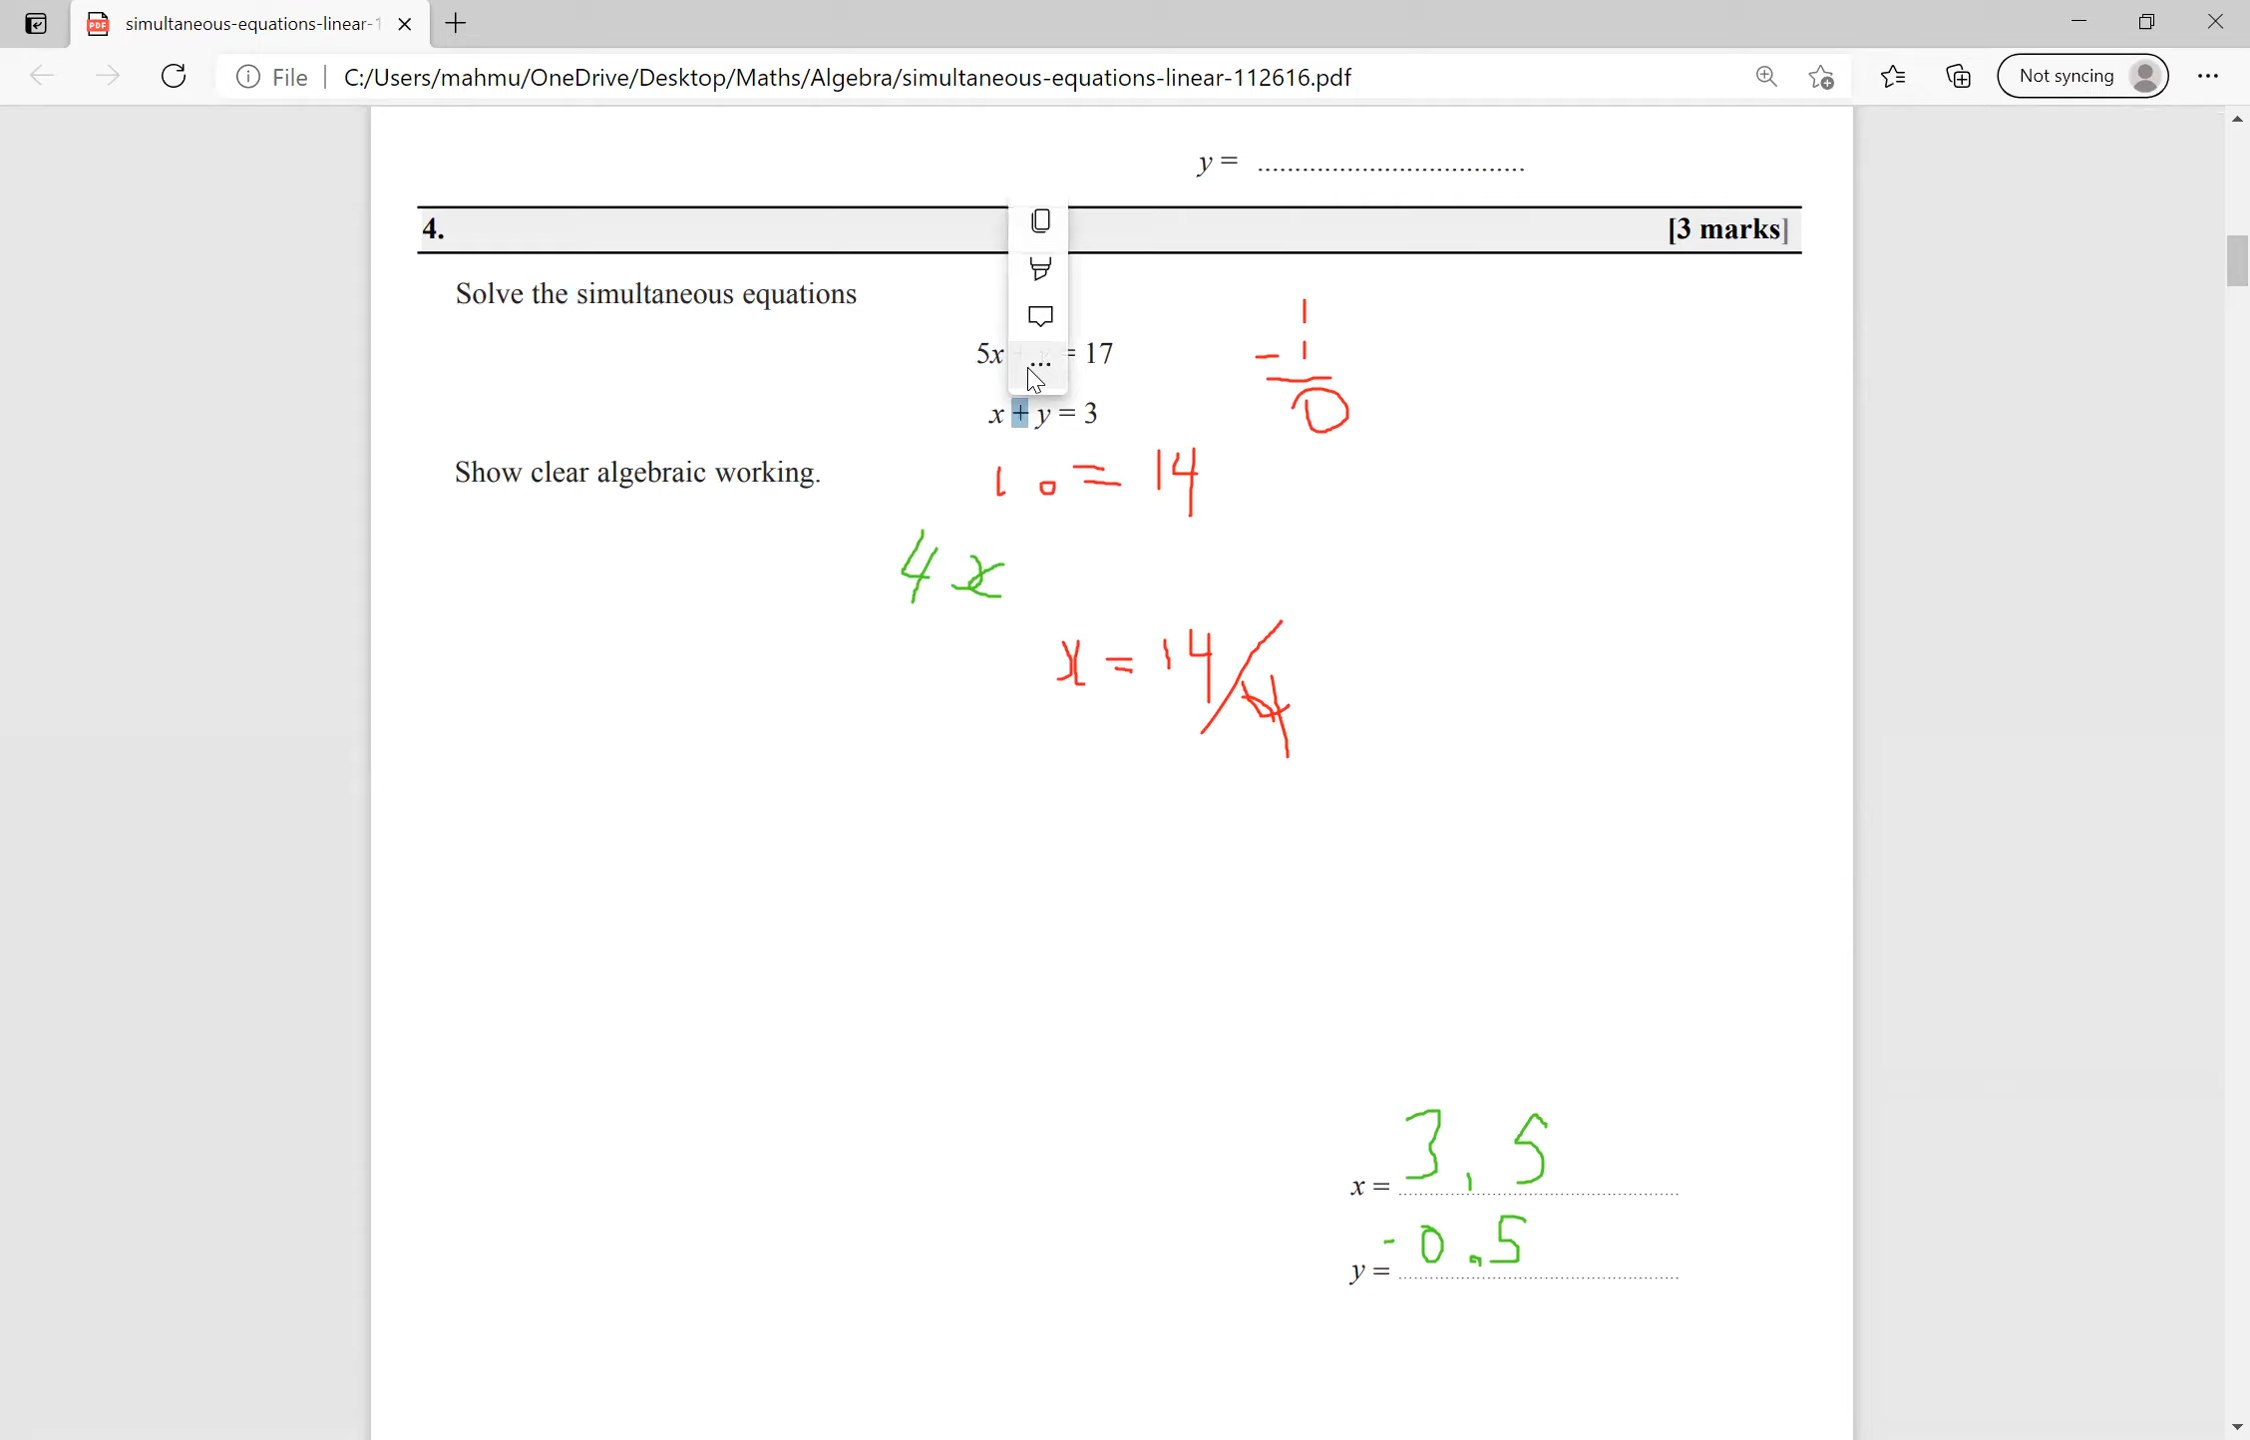 simultaneous-equations-linear-1
File
C:/Users/mahmu/OneDrive/Desktop/Maths/Algebra/simultaneous-equations-linear-112616.pdf
Not syncing
y = ....................................
4. [3 marks]
Solve the simultaneous equations
5x = 17
x + y = 3
1
- 1
0
Show clear algebraic working.
1 0 = 14
4x
x = 14/4
x = 3.5
y = -0.5